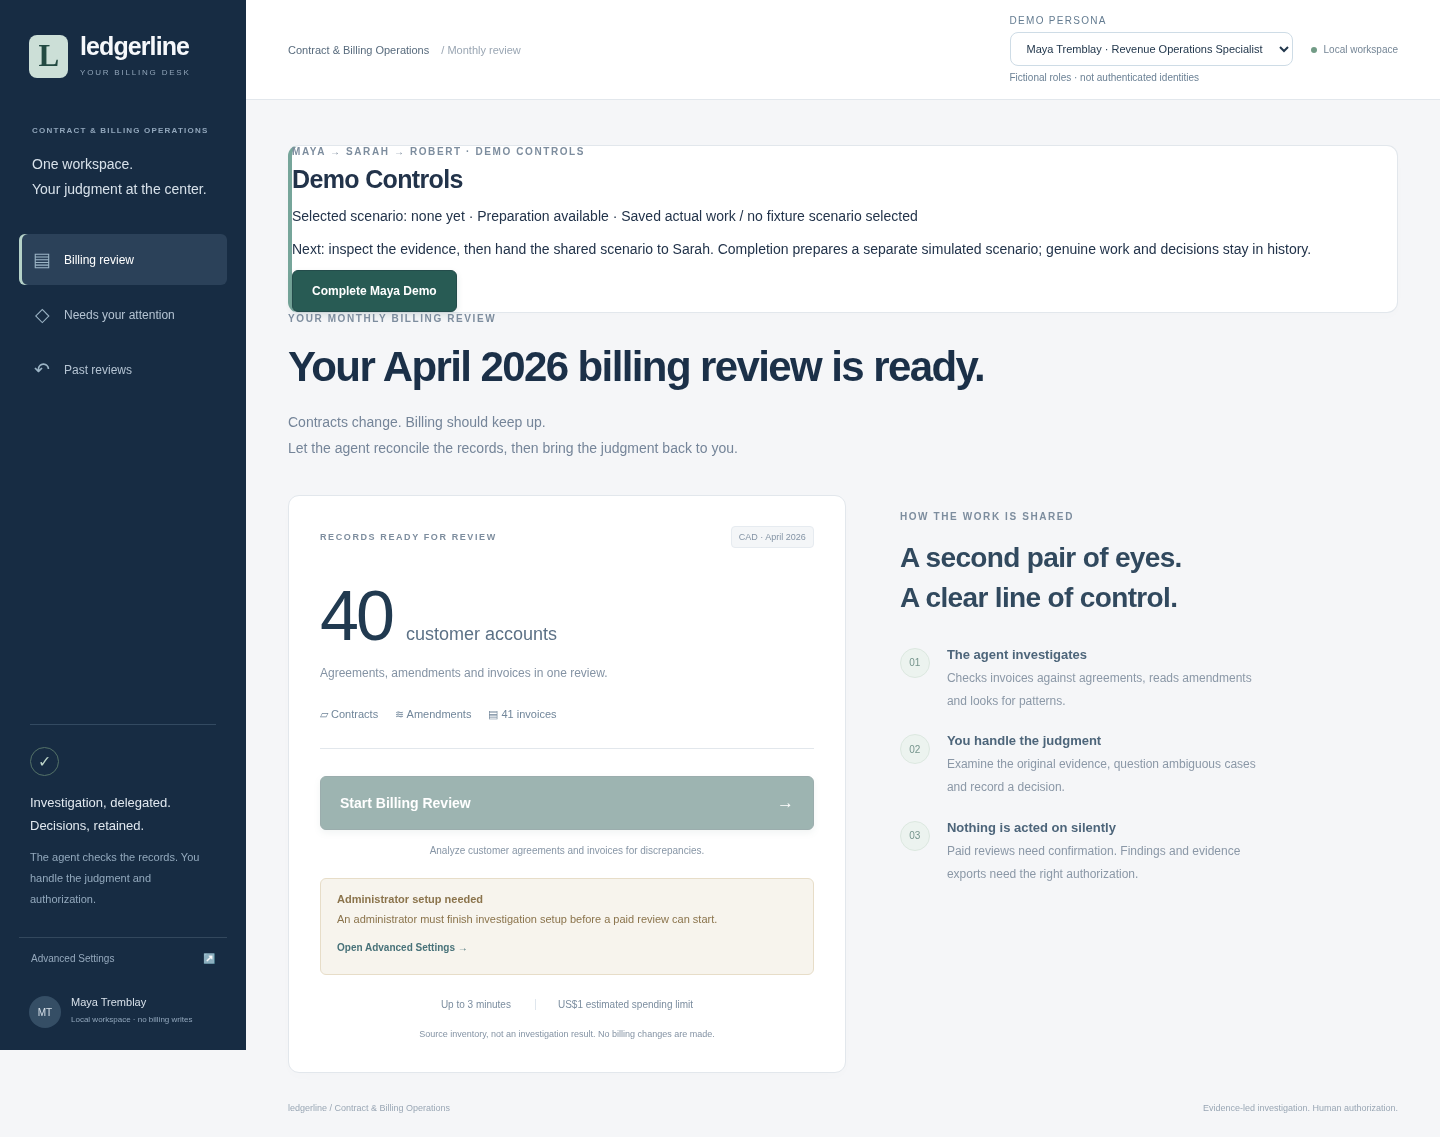 L
ledgerline
YOUR BILLING DESK
CONTRACT & BILLING OPERATIONS
One workspace.
Your judgment at the center.
▤ Billing review
◇ Needs your attention
↶ Past reviews
✓
Investigation, delegated.
Decisions, retained.
The agent checks the records. You
handle the judgment and
authorization.
Advanced Settings ↗
MT
Maya Tremblay
Local workspace · no billing writes
Contract & Billing Operations / Monthly review
DEMO PERSONA
Maya Tremblay · Revenue Operations Specialist
Fictional roles · not authenticated identities
Local workspace
MAYA → SARAH → ROBERT · DEMO CONTROLS
Demo Controls
Selected scenario: none yet · Preparation available · Saved actual work / no fixture scenario selected
Next: inspect the evidence, then hand the shared scenario to Sarah. Completion prepares a separate simulated scenario; genuine work and decisions stay in history.
Complete Maya Demo
YOUR MONTHLY BILLING REVIEW
Your April 2026 billing review is ready.
Contracts change. Billing should keep up.
Let the agent reconcile the records, then bring the judgment back to you.
RECORDS READY FOR REVIEW
CAD · April 2026
40 customer accounts
Agreements, amendments and invoices in one review.
▱ Contracts ≋ Amendments ▤ 41 invoices
Start Billing Review →
Analyze customer agreements and invoices for discrepancies.
Administrator setup needed
An administrator must finish investigation setup before a paid review can start.
Open Advanced Settings →
Up to 3 minutes
US$1 estimated spending limit
Source inventory, not an investigation result. No billing changes are made.
HOW THE WORK IS SHARED
A second pair of eyes.
A clear line of control.
01
The agent investigates
Checks invoices against agreements, reads amendments
and looks for patterns.
02
You handle the judgment
Examine the original evidence, question ambiguous cases
and record a decision.
03
Nothing is acted on silently
Paid reviews need confirmation. Findings and evidence
exports need the right authorization.
ledgerline / Contract & Billing Operations
Evidence-led investigation. Human authorization.